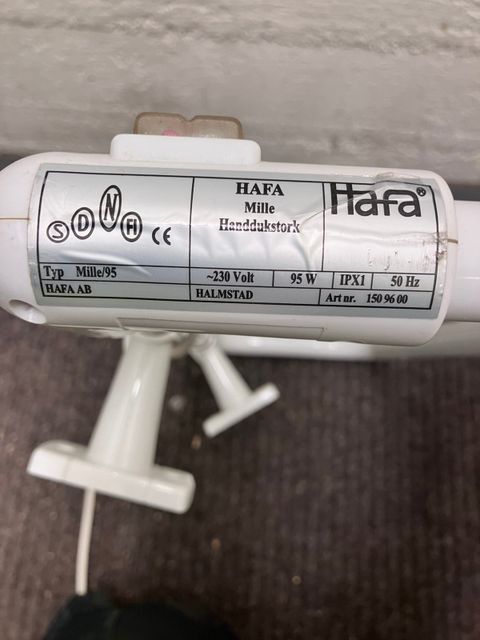 S D N FI CE
HAFA
Mille
Handdukstork
Hafa®
Typ Mille/95
~230 Volt
95 W
IPX1
50 Hz
HAFA AB
HALMSTAD
Art nr. 150 96 00